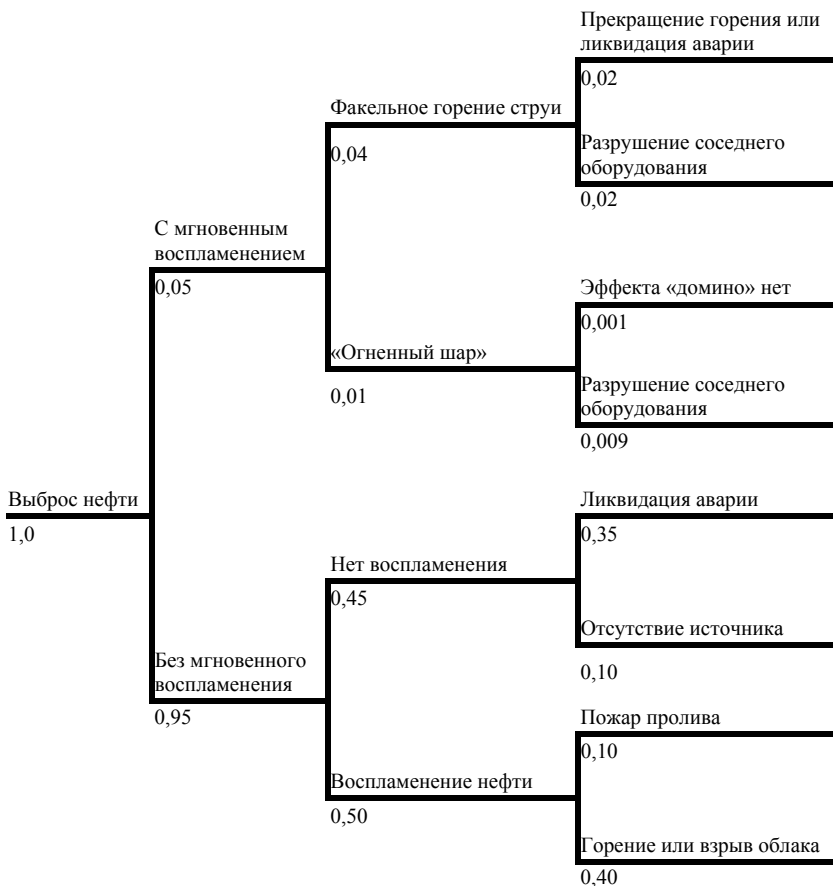 Прекращение горения или
ликвидация аварии
0,02
Факельное горение струи
0,04
Разрушение соседнего
оборудования
0,02
С мгновенным
воспламенением
0,05
Эффекта «домино» нет
0,001
«Огненный шар»
0,01
Разрушение соседнего
оборудования
0,009
Выброс нефти
1,0
Ликвидация аварии
0,35
Нет воспламенения
0,45
Отсутствие источника
0,10
Без мгновенного
воспламенения
0,95
Пожар пролива
0,10
Воспламенение нефти
0,50
Горение или взрыв облака
0,40